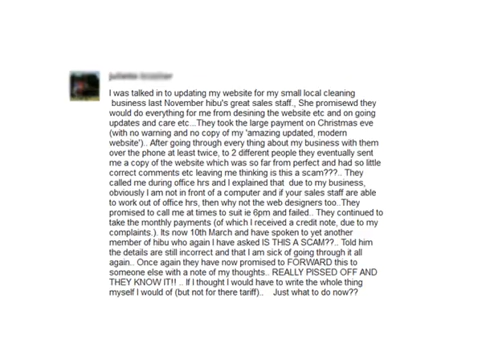 I was talked in to updating my website for my small local cleaning
business last November hibu's great sales staff., She promisewd they
would do everything for me from desining the website etc and on going
updates and care etc...They took the large payment on Christmas eve
(with no warning and no copy of my 'amazing updated, modern
website').. After going through every thing about my business with them
over the phone at least twice, to 2 different people they eventually sent
me a copy of the website which was so far from perfect and had so little
correct comments etc leaving me thinking is this a scam???.. They
called me during office hrs and I explained that due to my business,
obviously I am not in front of a computer and if your sales staff are able
to work out of office hrs, then why not the web designers too..They
promised to call me at times to suit ie 6pm and failed.. They continued to
take the monthly payments (of which I received a credit note, due to my
complaints.). Its now 10th March and have spoken to yet another
member of hibu who again I have asked IS THIS A SCAM??.. Told him
the details are still incorrect and that I am sick of going through it all
again.. Once again they have now promised to FORWARD this to
someone else with a note of my thoughts.. REALLY PISSED OFF AND
THEY KNOW IT!! .. If I thought I would have to write the whole thing
myself I would of (but not for there tariff)..    Just what to do now??